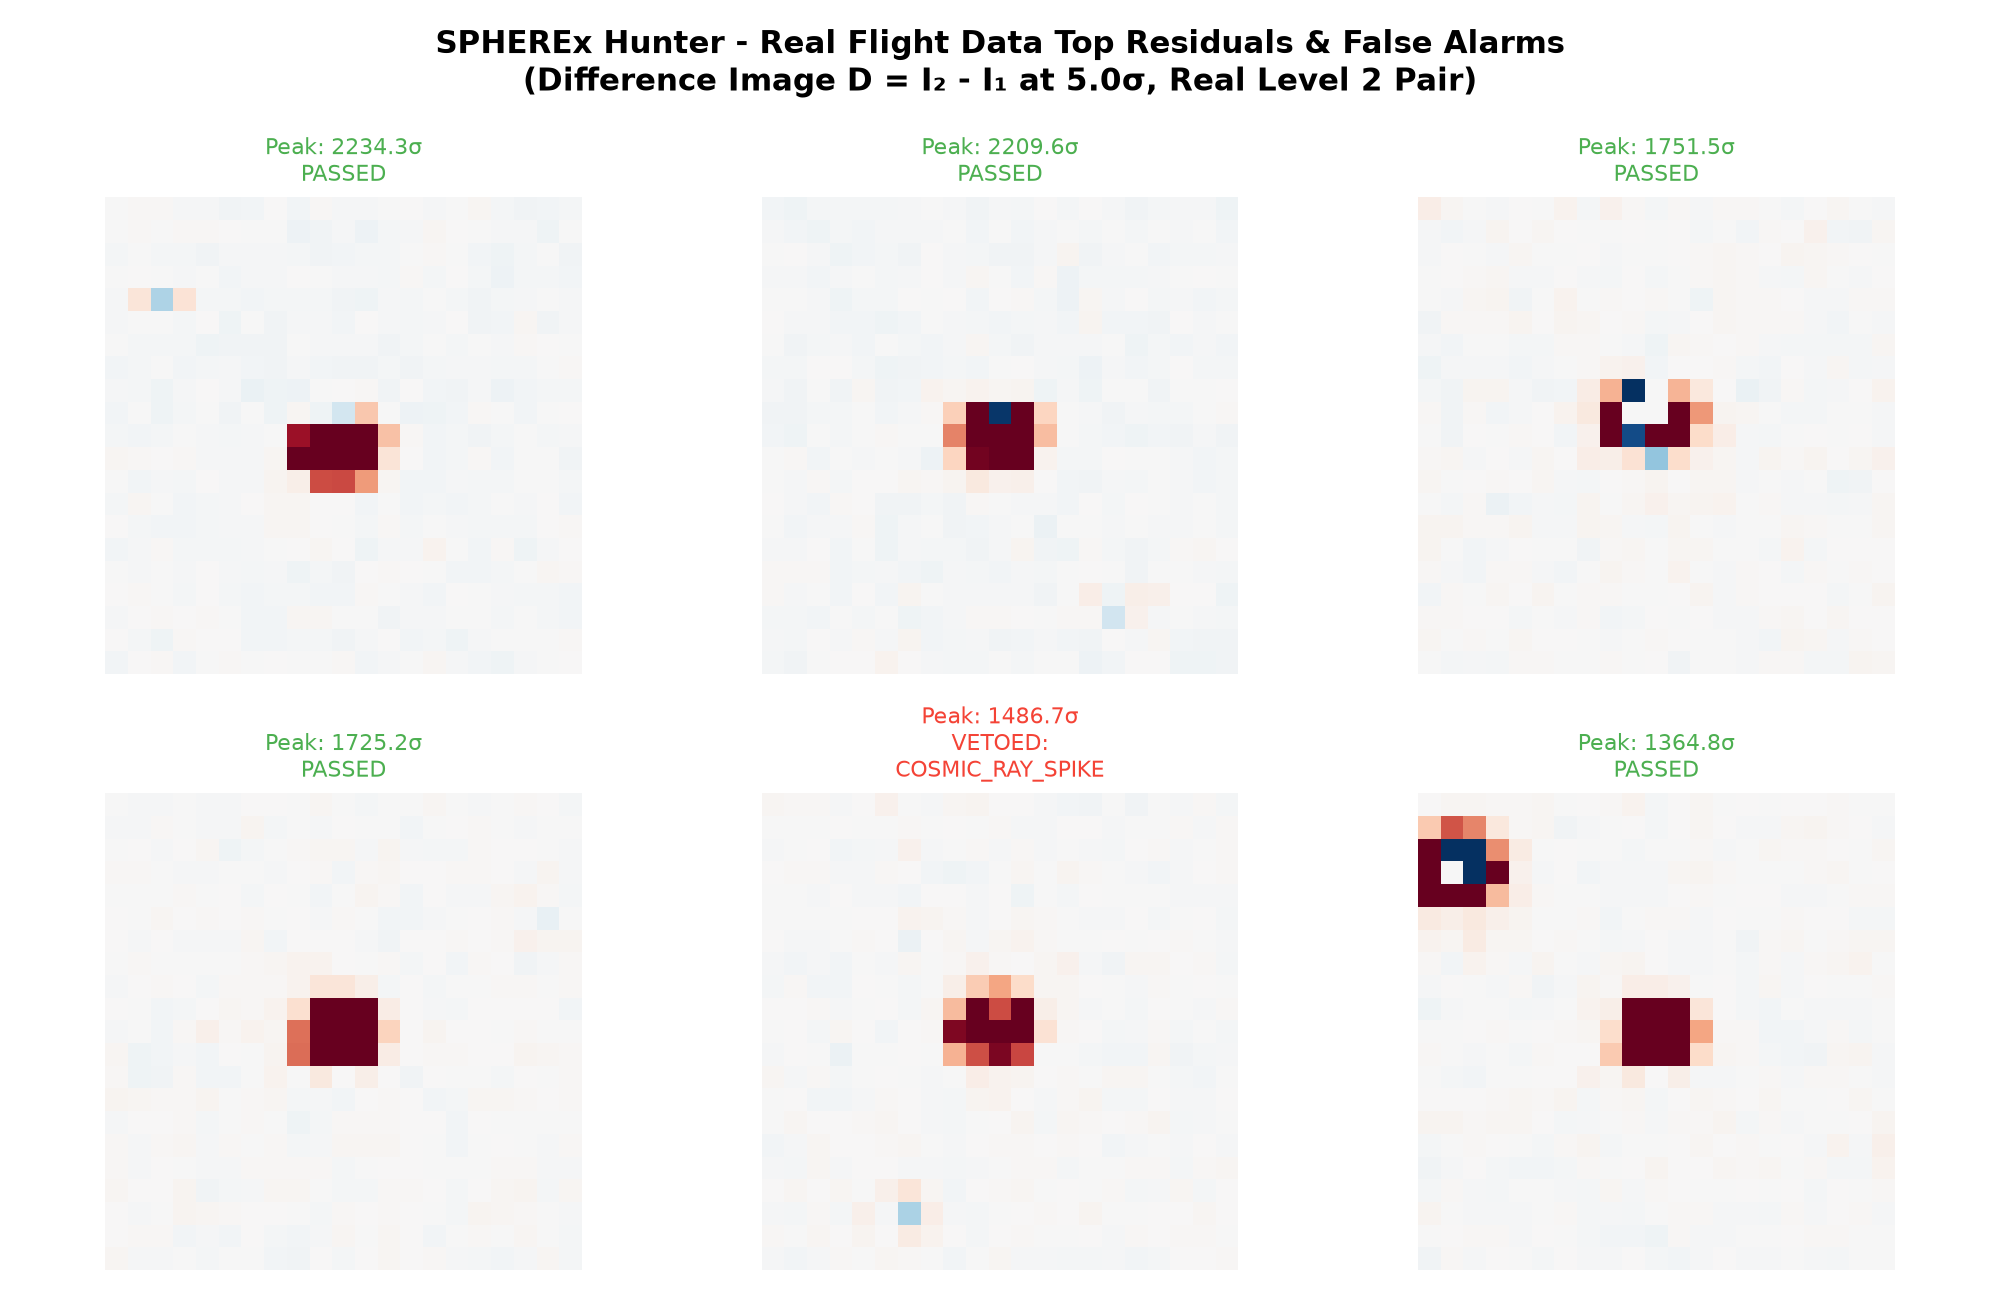 SPHEREx Hunter - Real Flight Data Top Residuals & False Alarms
(Difference Image D = I₂ - I₁ at 5.0σ, Real Level 2 Pair)
Peak: 2234.3σ
PASSED
Peak: 2209.6σ
PASSED
Peak: 1751.5σ
PASSED
Peak: 1725.2σ
PASSED
Peak: 1486.7σ
VETOED:
COSMIC_RAY_SPIKE
Peak: 1364.8σ
PASSED